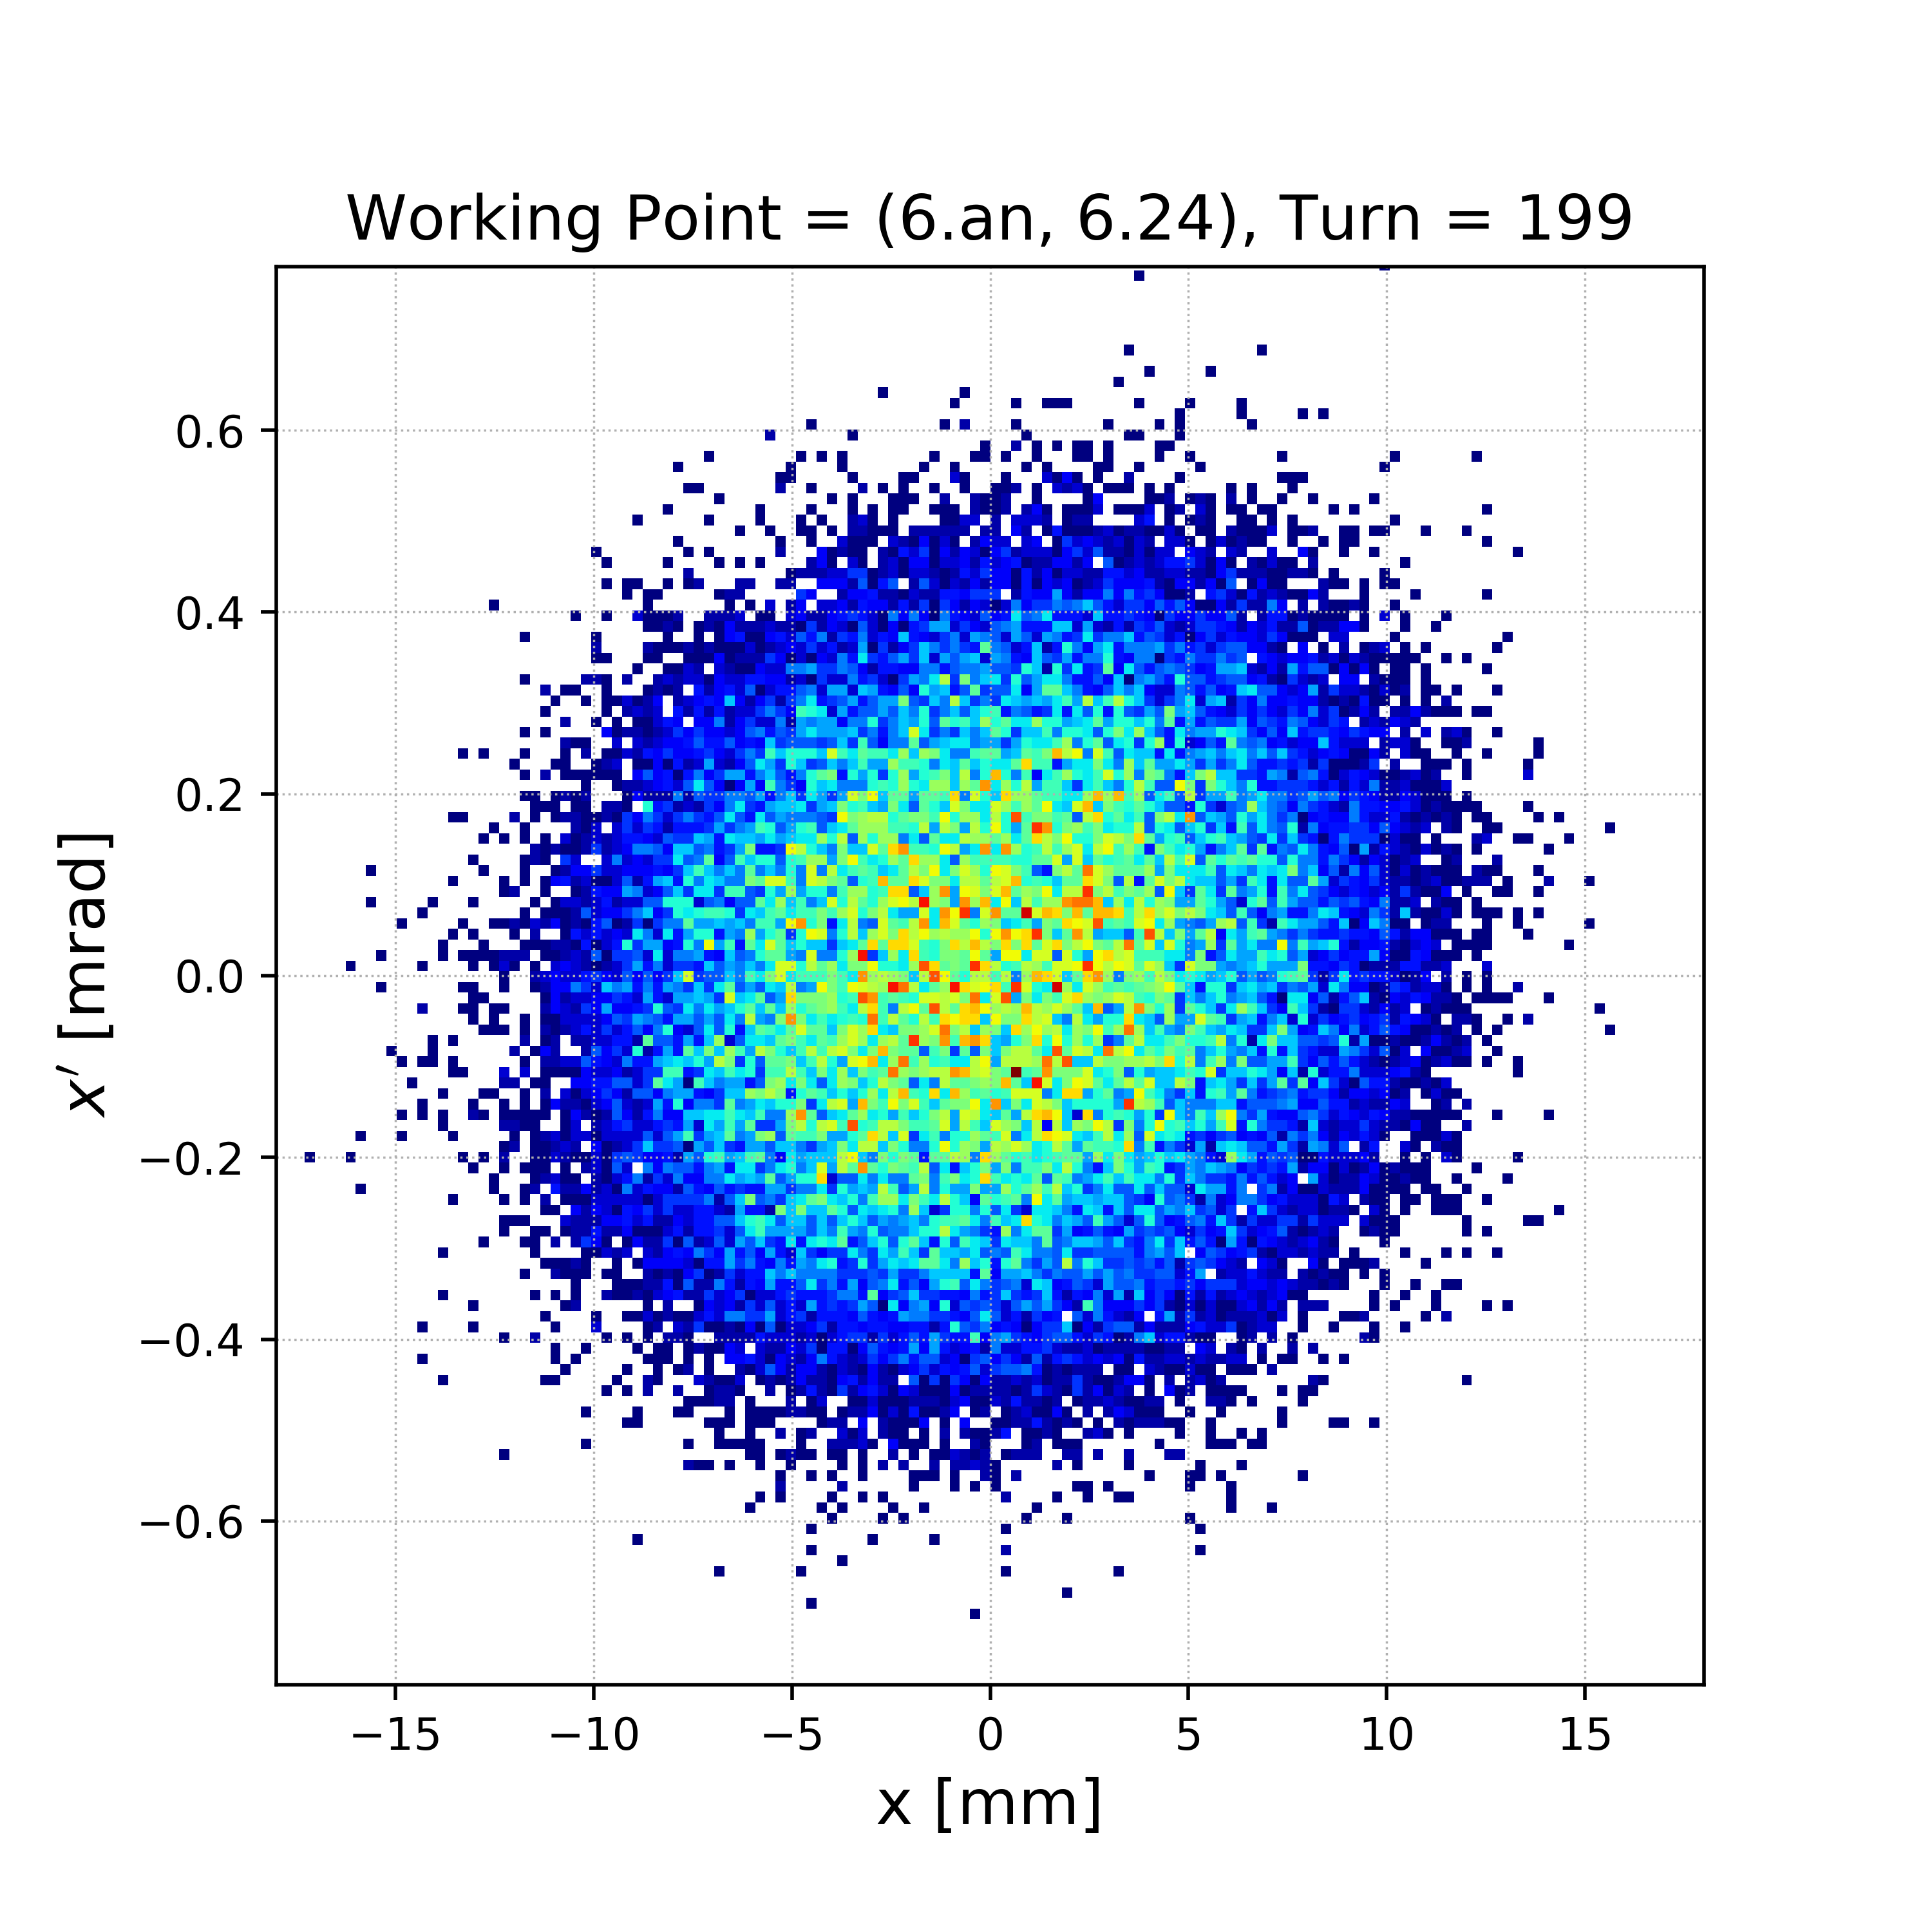 Working Point = (6.an, 6.24), Turn = 199
0.6
0.4
0.2
0.0
−0.2
−0.4
−0.6
x′ [mrad]
−15 −10 −5 0 5 10 15
x [mm]